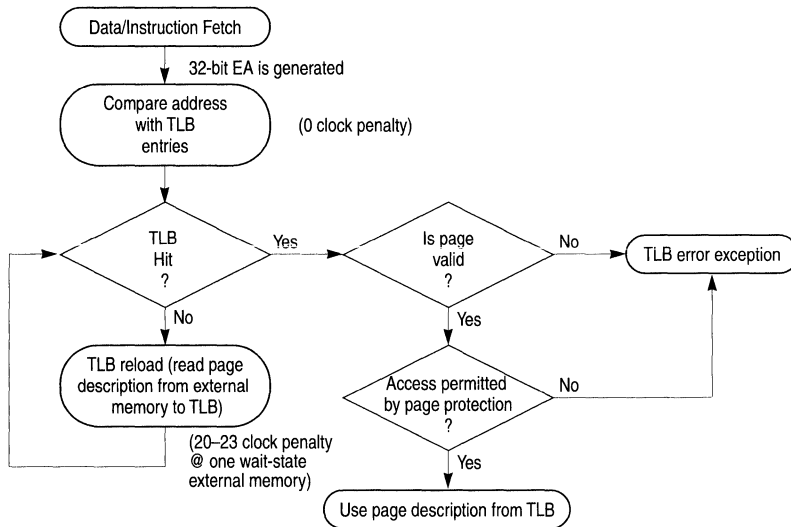 Data/Instruction Fetch
32-bit EA is generated
Compare address
with TLB
entries
(0 clock penalty)
TLB
Hit
?
Yes
Is page
valid
?
No
TLB error exception
No
Yes
TLB reload (read page
description from external
memory to TLB)
Access permitted
by page protection
?
No
(20–23 clock penalty
@ one wait-state
external memory)
Yes
Use page description from TLB